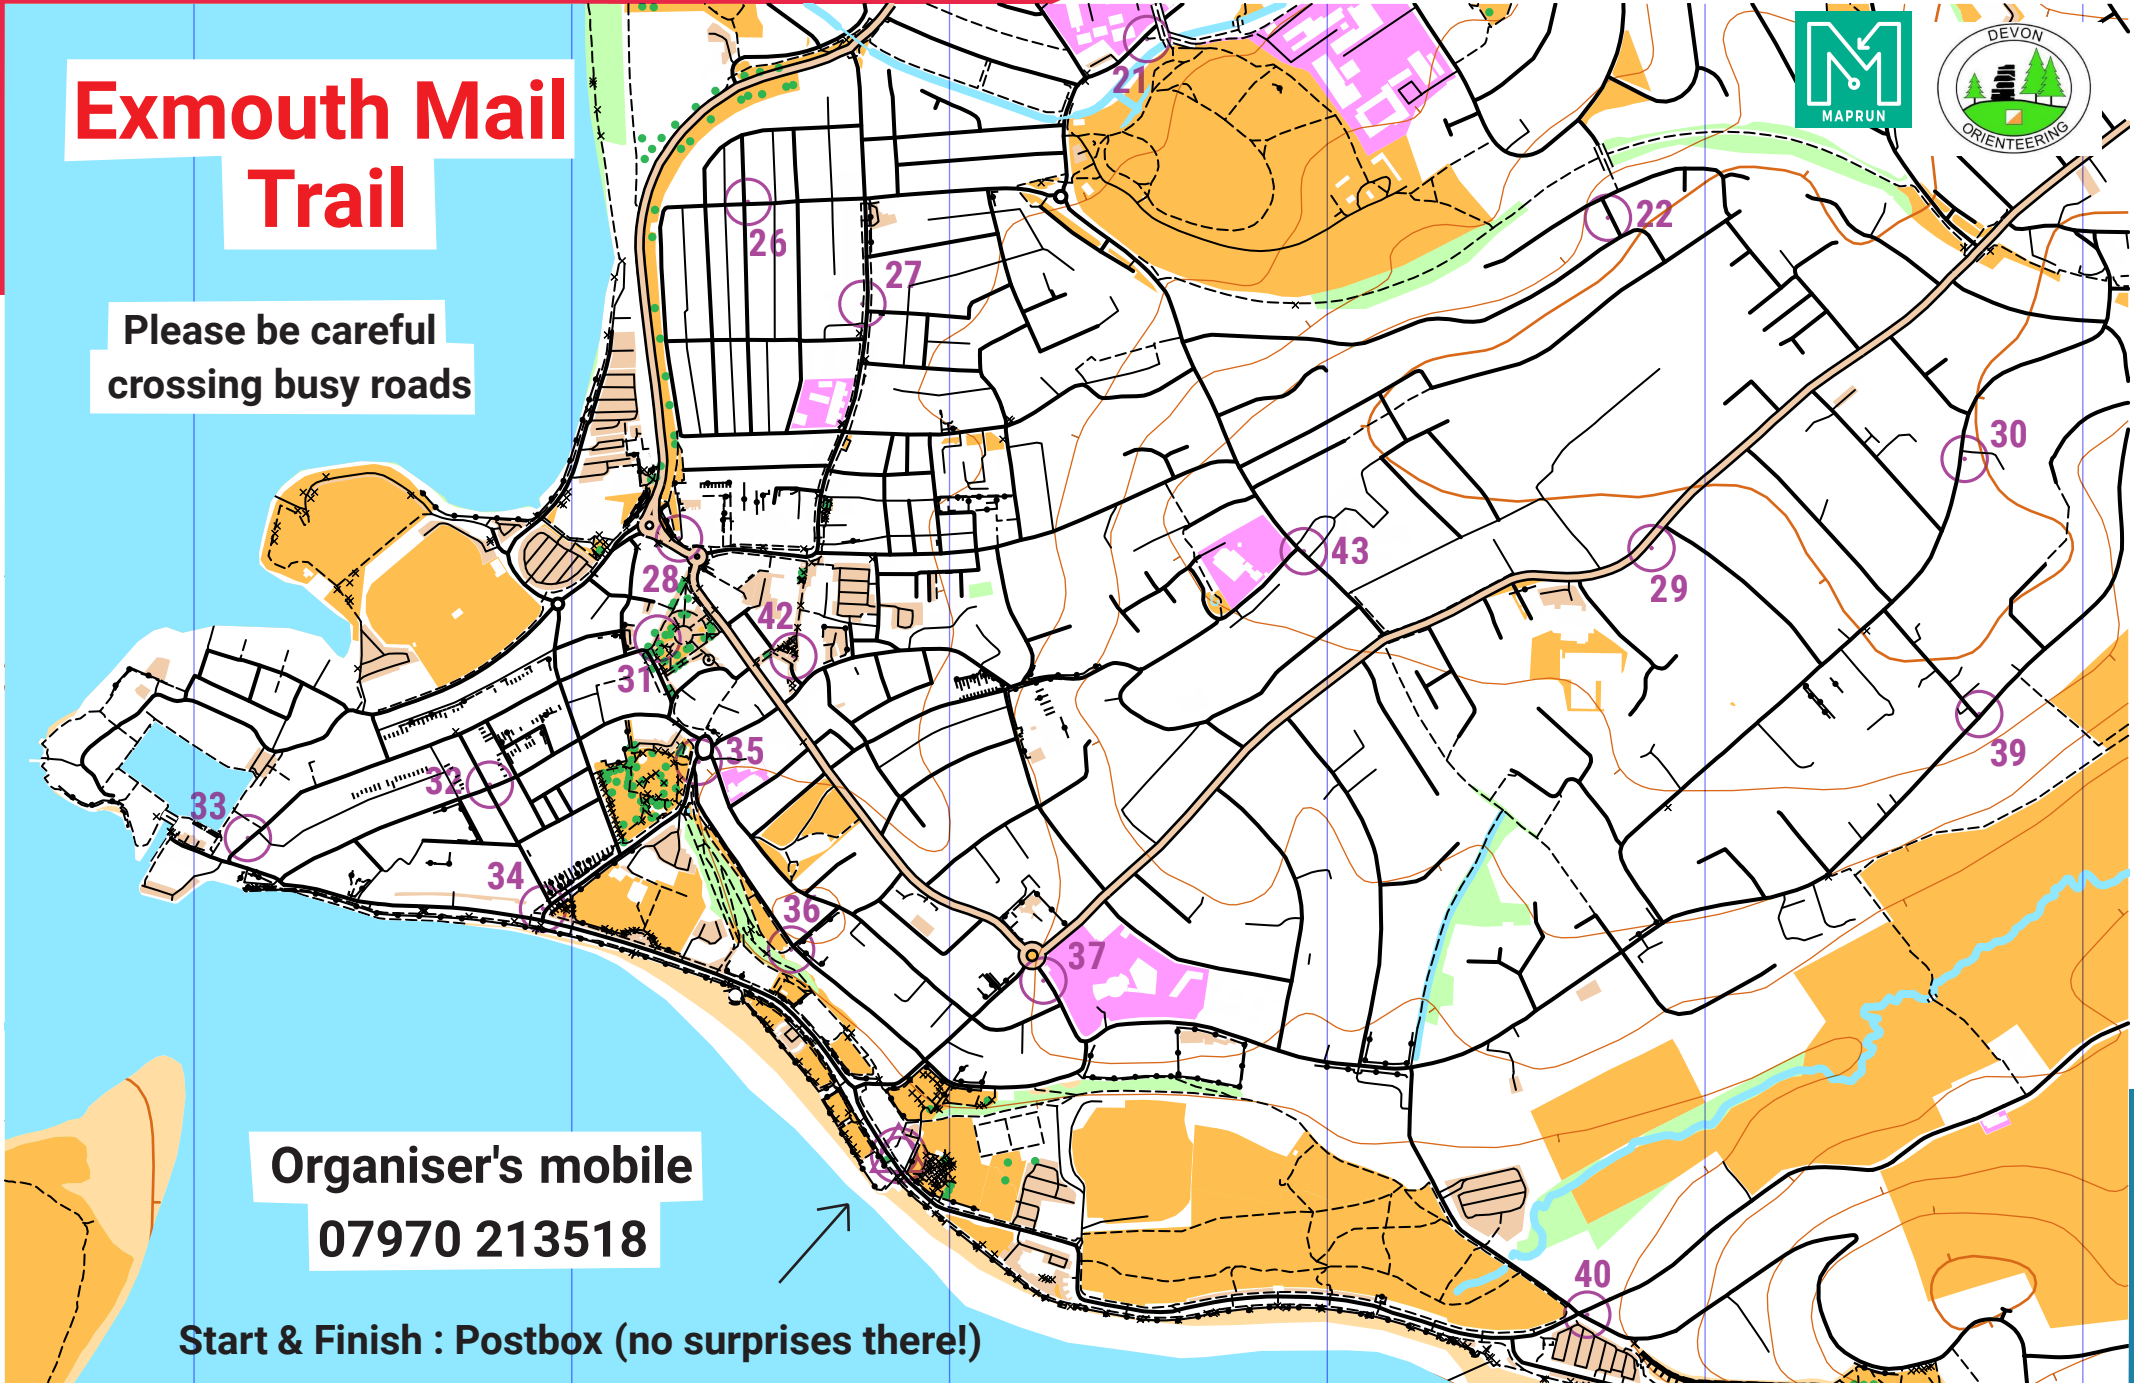 Exmouth Mail
Trail
Please be careful
crossing busy roads
MAPRUN
DEVON
ORIENTEERING
21
22
26
27
30
43
29
28
42
31
39
35
32
33
34
36
37
40
Organiser's mobile
07970 213518
Start & Finish : Postbox (no surprises there!)